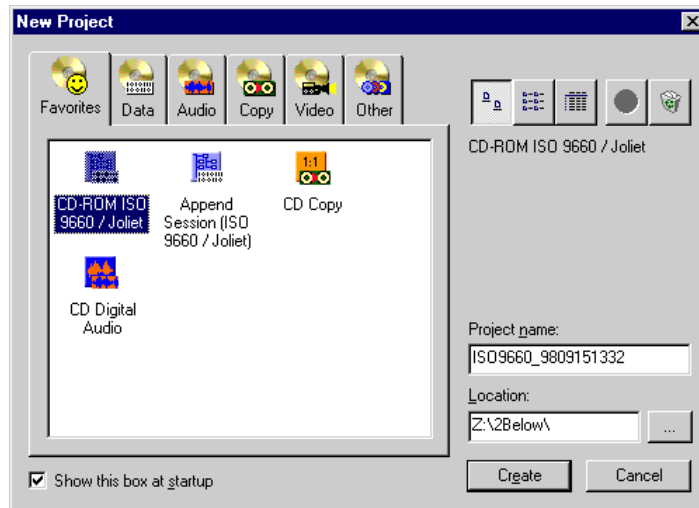 New Project
Favorites
Data
Audio
Copy
Video
Other
CD-ROM ISO
9660 / Joliet
Append
Session (ISO
9660 / Joliet)
1:1
CD Copy
CD Digital
Audio
CD-ROM ISO 9660 / Joliet
Project name:
ISO9660_9809151332
Location:
Z:\2Below\
...
Show this box at startup
Create
Cancel